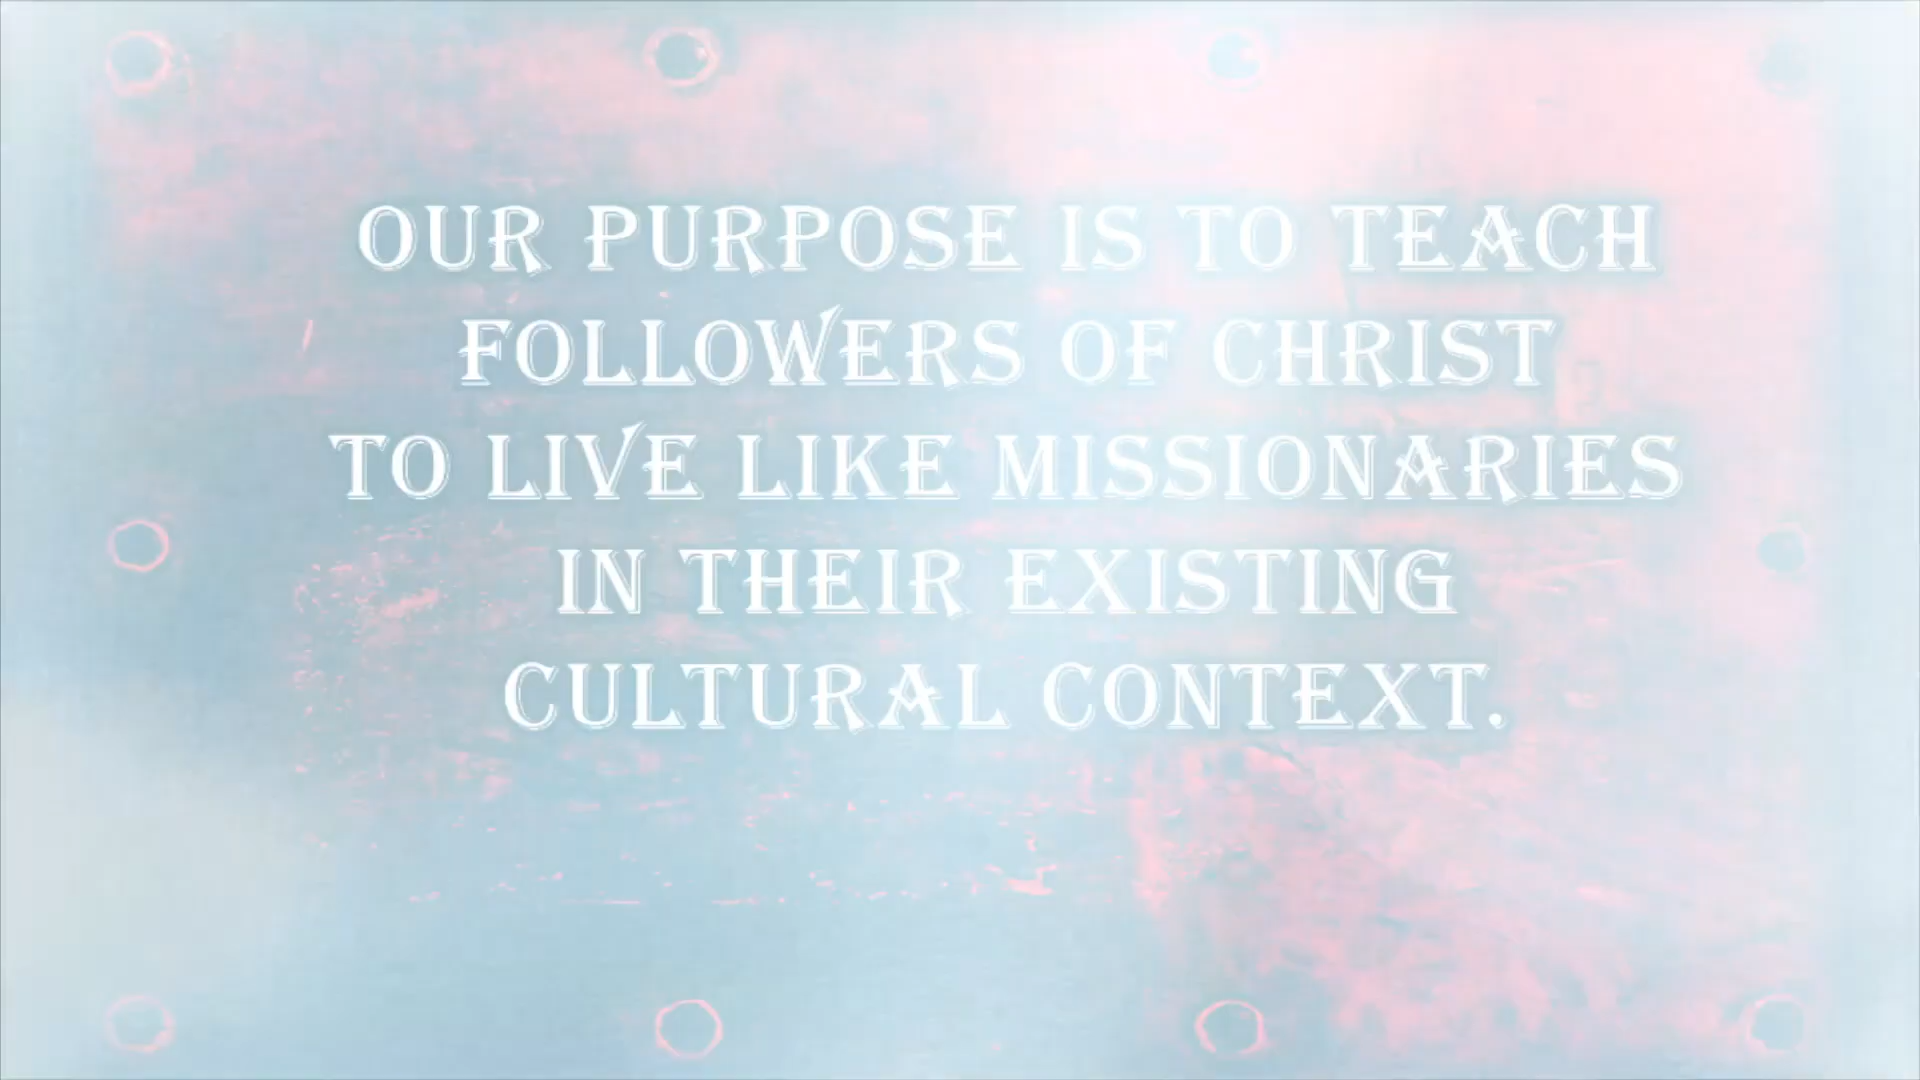 OUR PURPOSE IS TO TEACH
FOLLOWERS OF CHRIST
TO LIVE LIKE MISSIONARIES
IN THEIR EXISTING
CULTURAL CONTEXT.